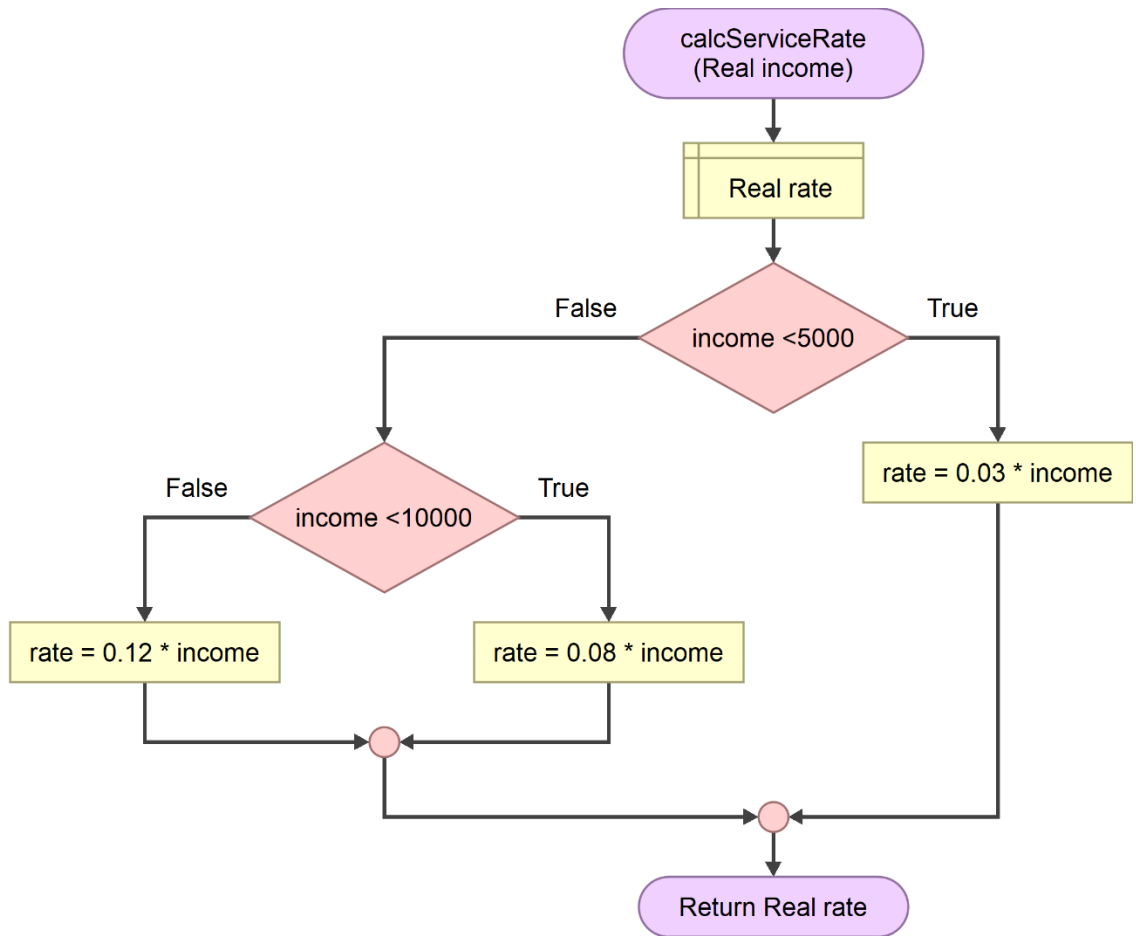 calcServiceRate
(Real income)
Real rate
False
True
income <5000
False
True
income <10000
rate = 0.03 * income
rate = 0.12 * income
rate = 0.08 * income
Return Real rate